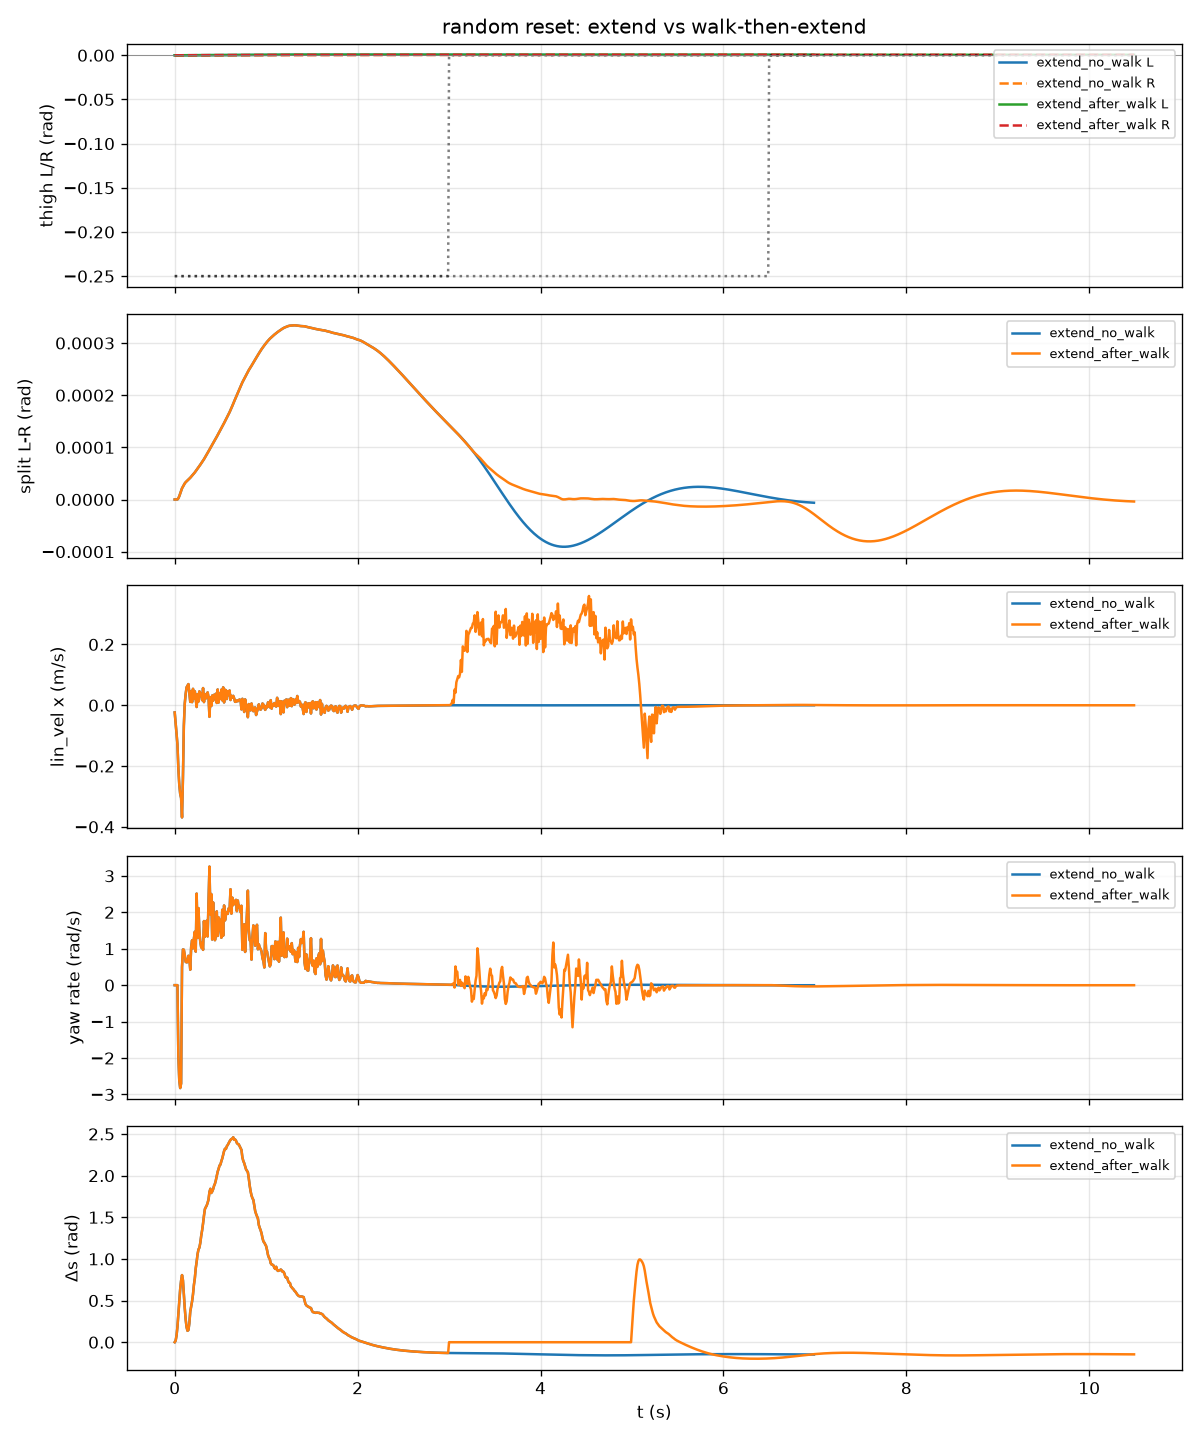 random reset: extend vs walk-then-extend
thigh L/R (rad)
0.00
−0.05
−0.10
−0.15
−0.20
−0.25
extend_no_walk L
extend_no_walk R
extend_after_walk L
extend_after_walk R
split L-R (rad)
0.0003
0.0002
0.0001
0.0000
−0.0001
extend_no_walk
extend_after_walk
lin_vel x (m/s)
0.2
0.0
−0.2
−0.4
extend_no_walk
extend_after_walk
yaw rate (rad/s)
3
2
1
0
−1
−2
−3
extend_no_walk
extend_after_walk
Δs (rad)
2.5
2.0
1.5
1.0
0.5
0.0
extend_no_walk
extend_after_walk
0 2 4 6 8 10
t (s)